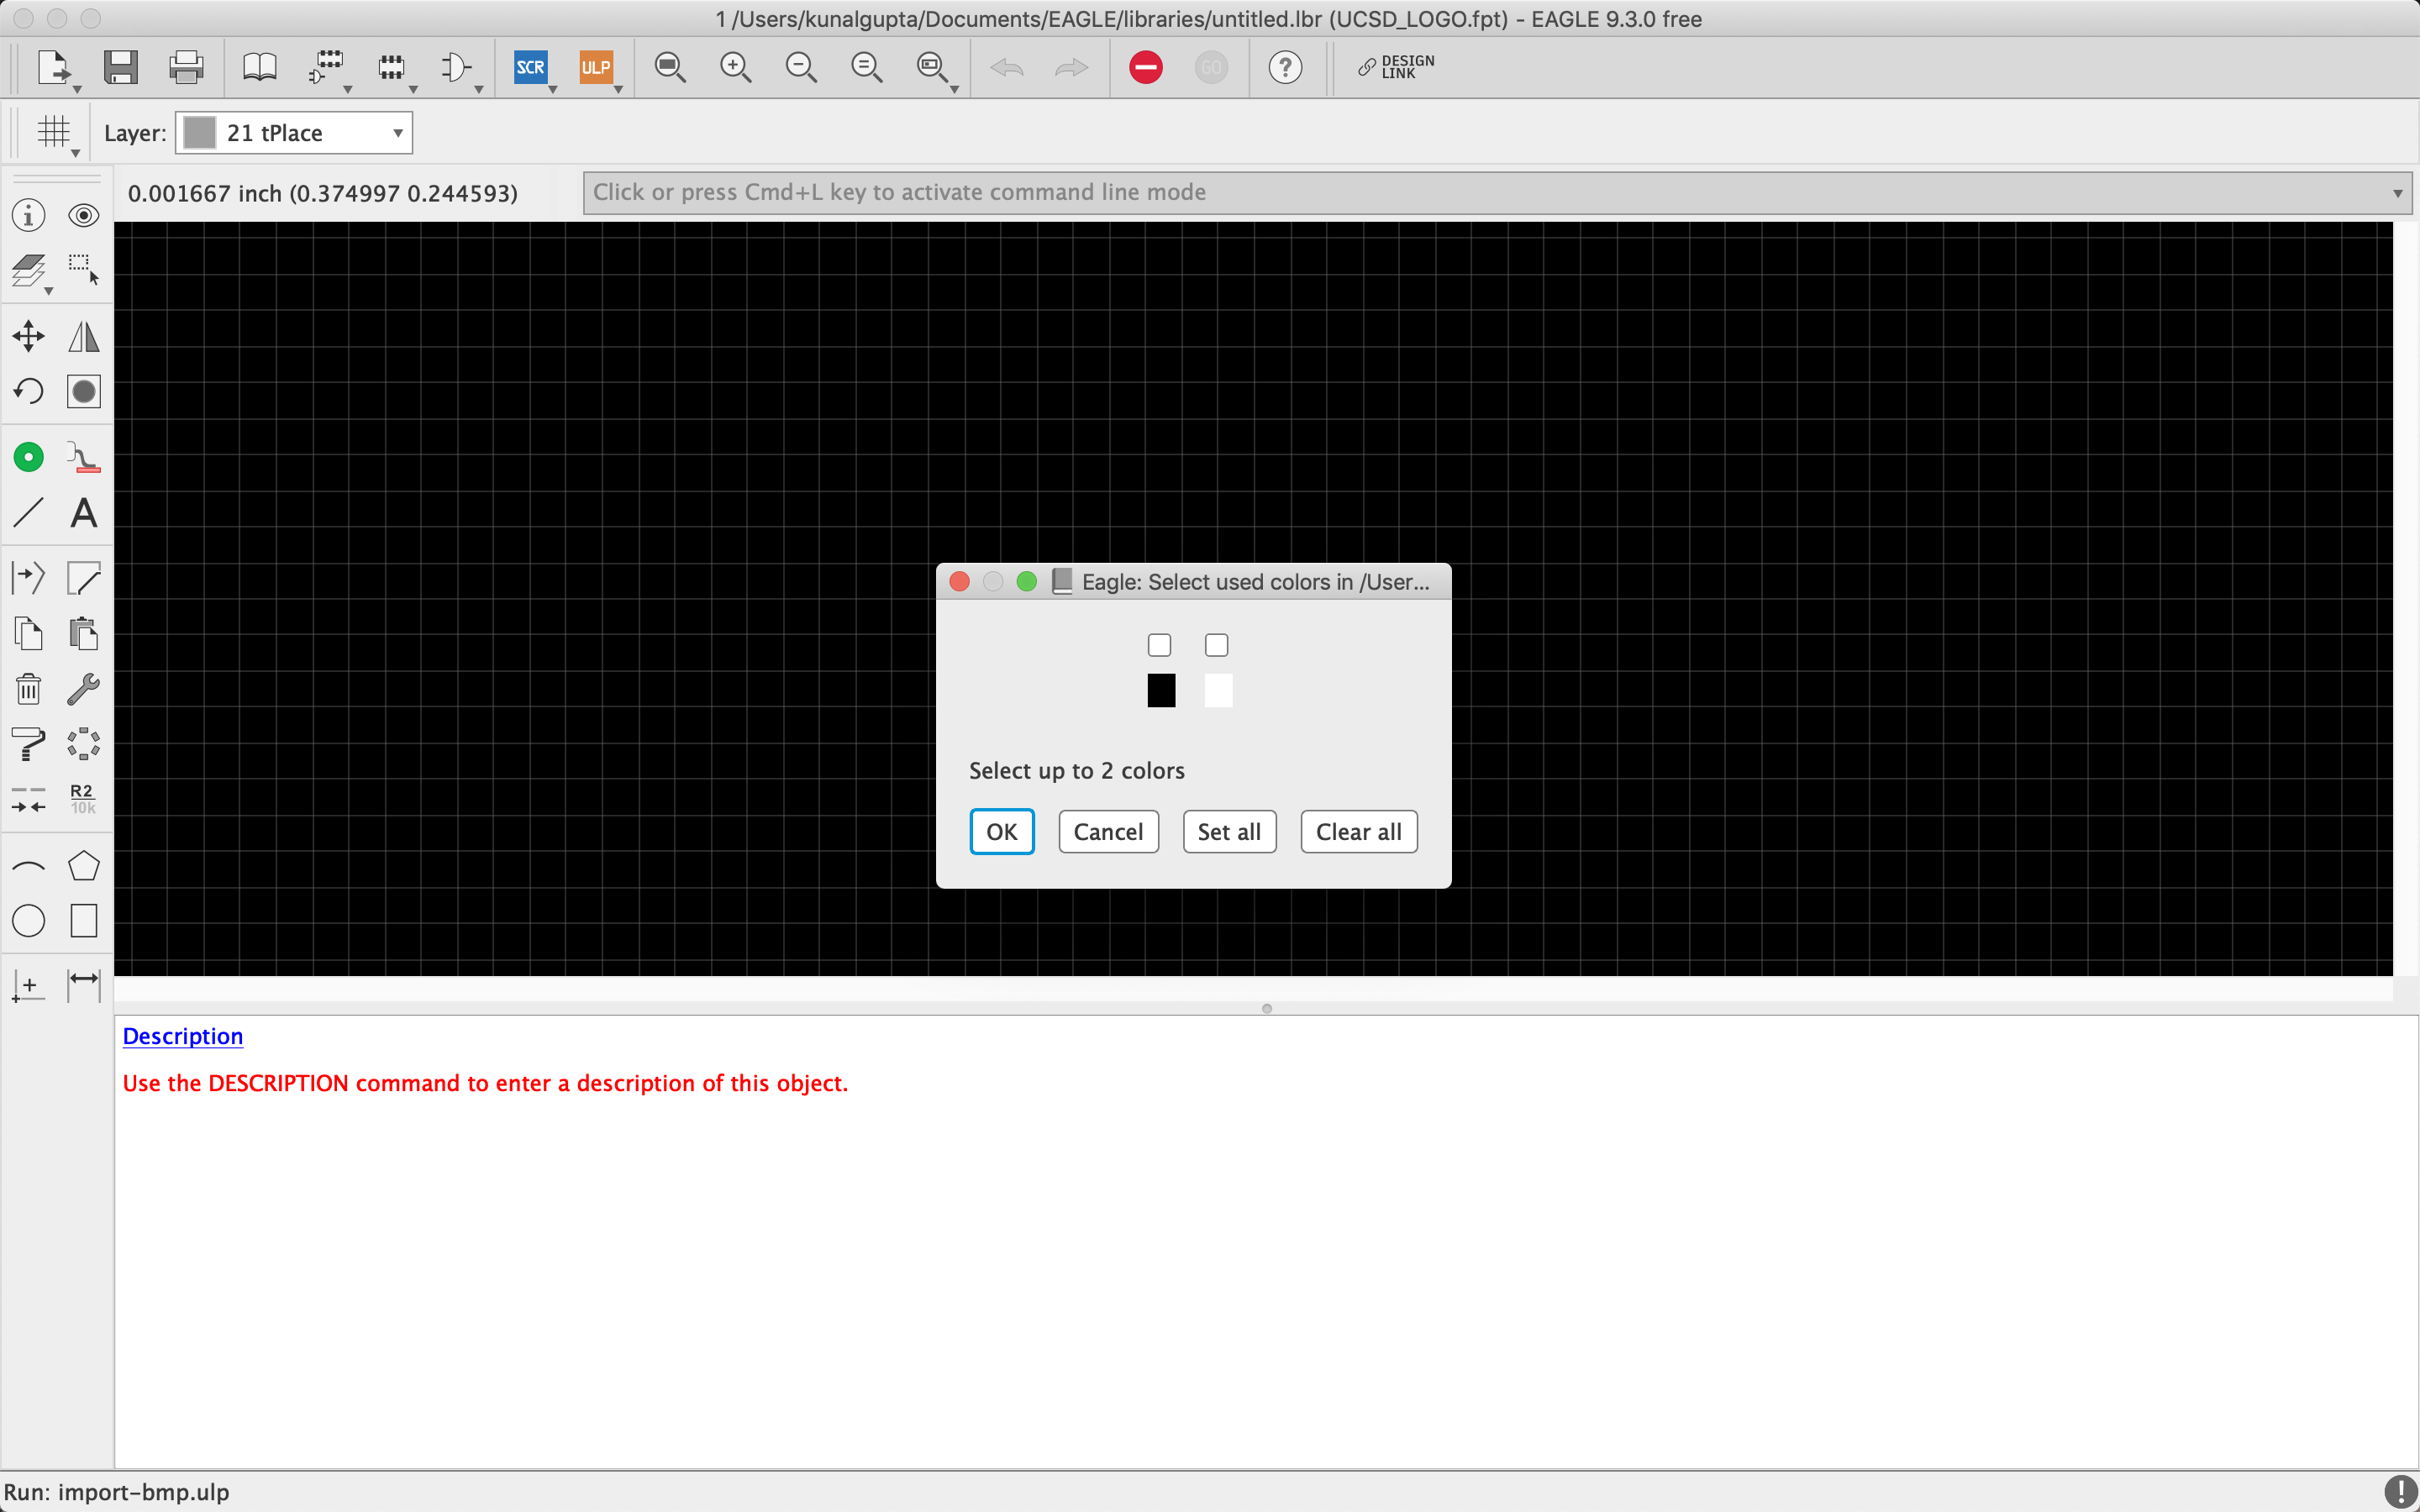 1 /Users/kunalgupta/Documents/EAGLE/libraries/untitled.lbr (UCSD_LOGO.fpt) - EAGLE 9.3.0 free
SCR ULP GO ? DESIGN LINK
Layer: 21 tPlace
0.001667 inch (0.374997 0.244593) Click or press Cmd+L key to activate command line mode
i
A
R2
10k
Eagle: Select used colors in /User...
Select up to 2 colors
OK Cancel Set all Clear all
Description
Use the DESCRIPTION command to enter a description of this object.
Run: import-bmp.ulp !